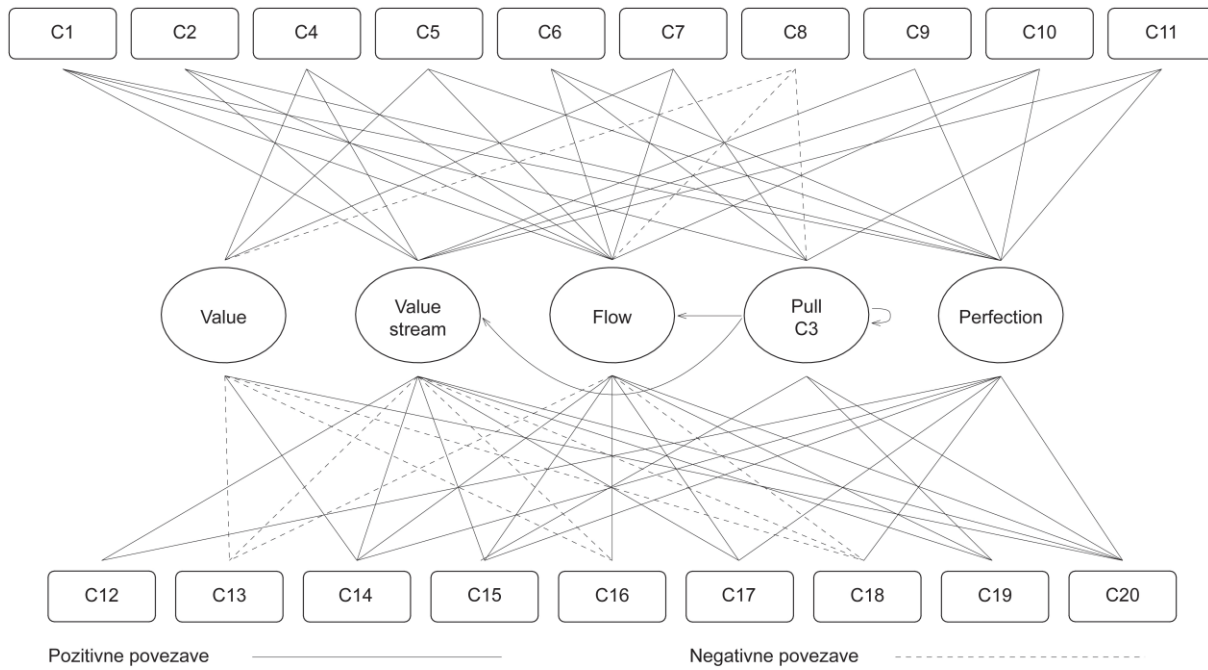 C1
C2
C4
C5
C6
C7
C8
C9
C10
C11
Value
Value
stream
Flow
Pull
C3
Perfection
C12
C13
C14
C15
C16
C17
C18
C19
C20
Pozitivne povezave
Negativne povezave